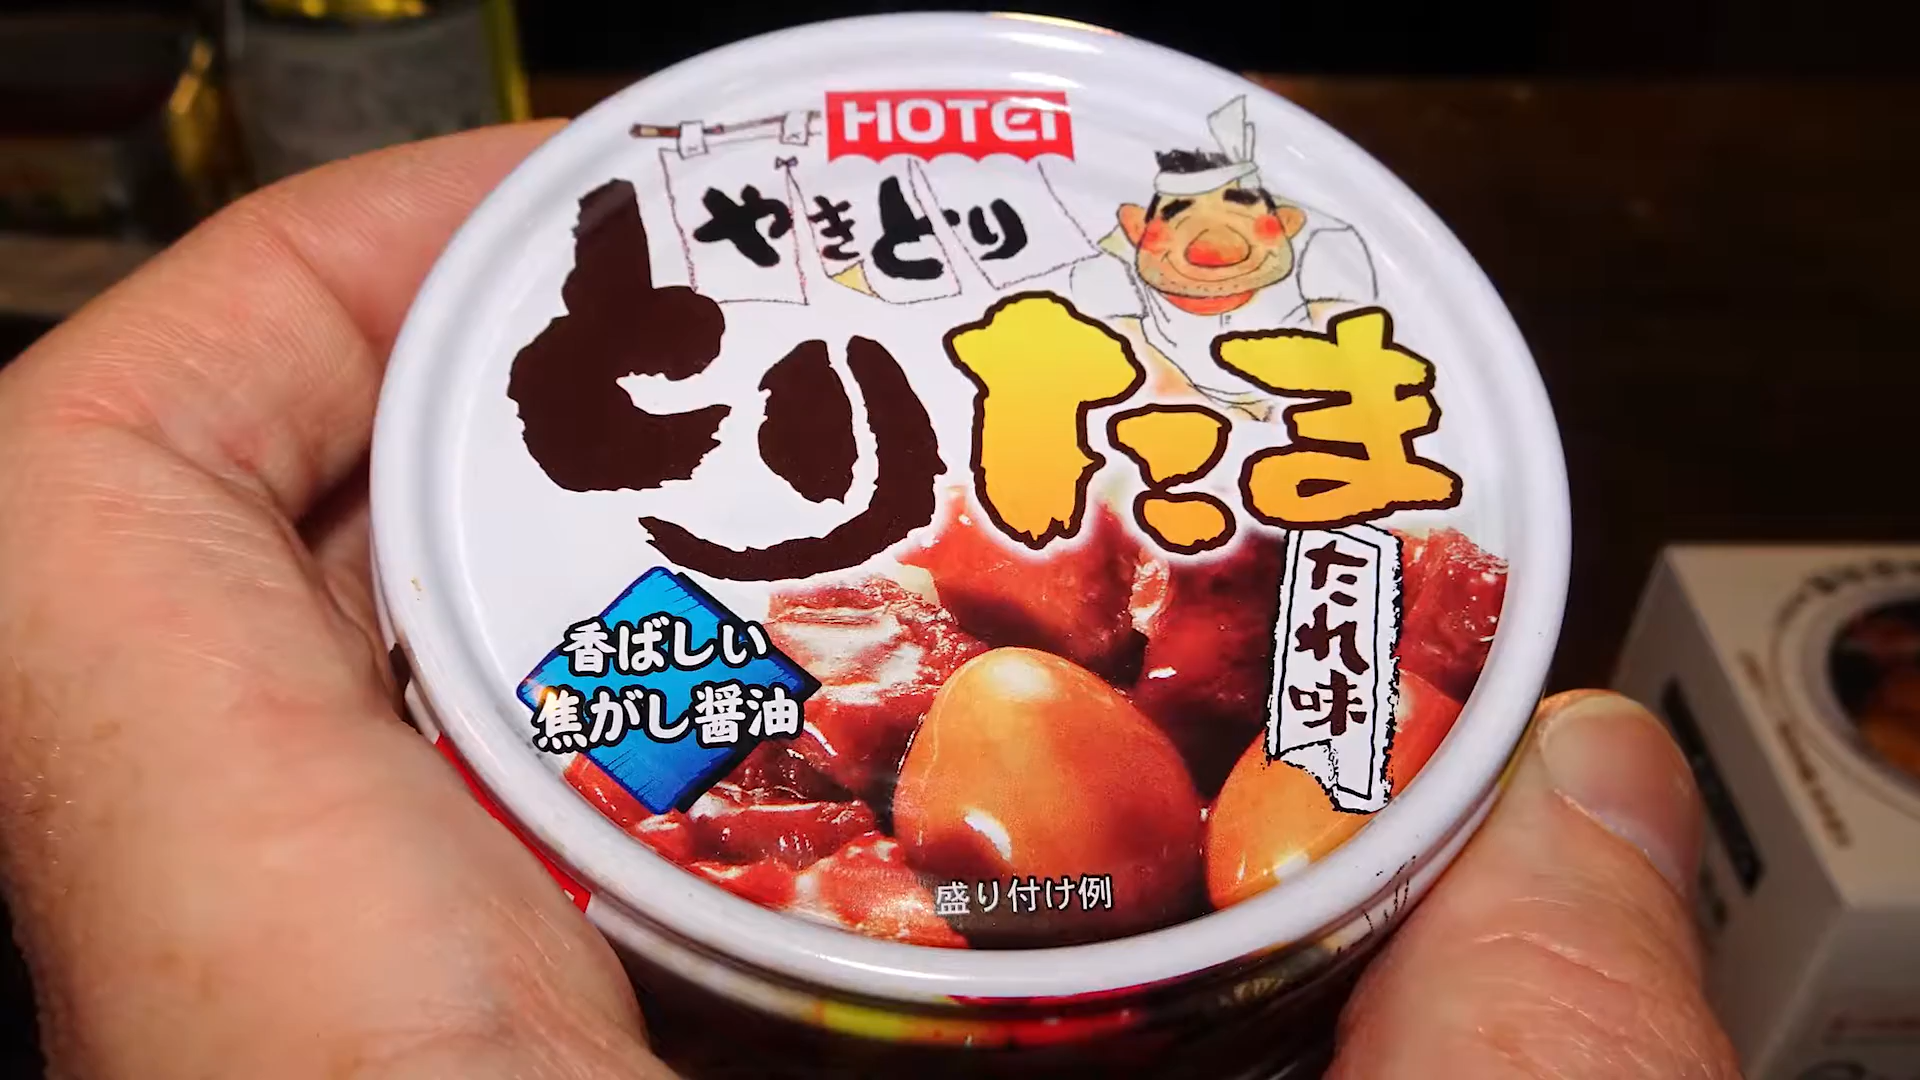 HOTEi
やきとり
とりたま
たれ味
香ばしい
焦がし醤油
盛り付け例